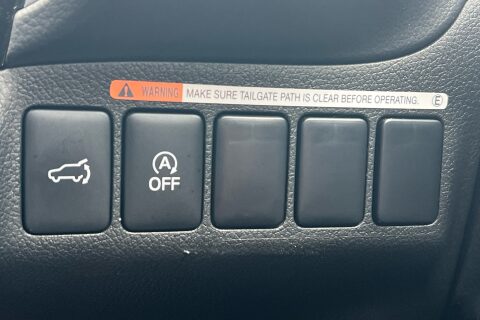 WARNING MAKE SURE TAILGATE PATH IS CLEAR BEFORE OPERATING. E
A
OFF